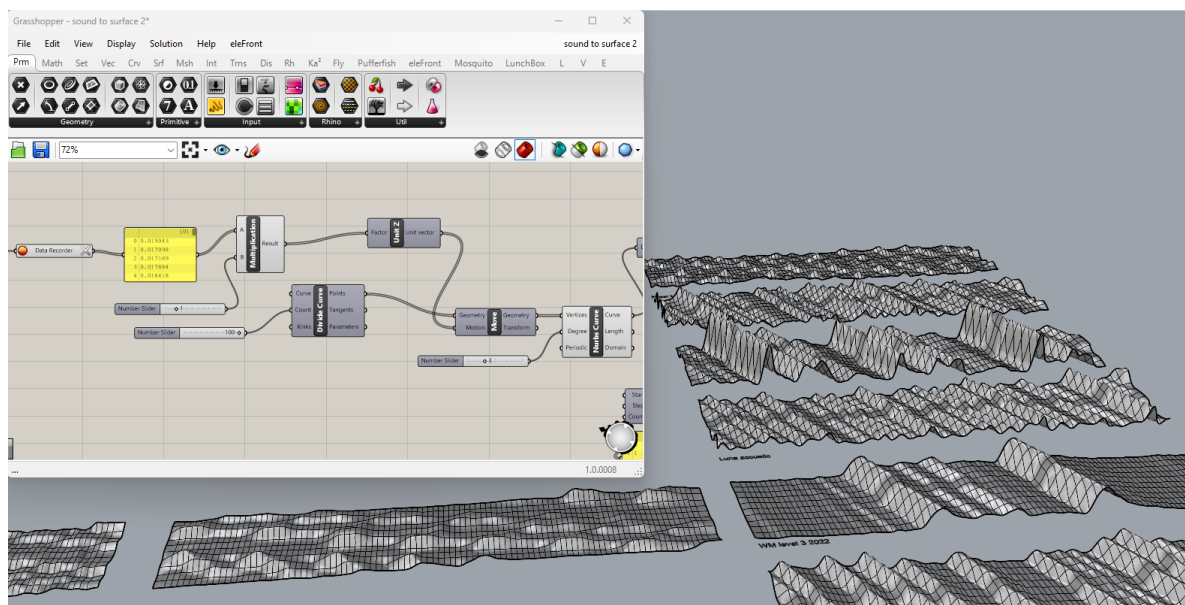 Grasshopper - sound to surface 2*
File Edit View Display Solution Help eleFront sound to surface 2
Prm Math Set Vec Crv Srf Msh Int Trns Dis Rh Ka² Fly Pufferfish eleFront Mosquito LunchBox L V E
Geometry Primitive Input Rhino Util
72%
Data Recorder
{0}
0 0.018043
1 0.017998
2 0.017189
3 0.017884
4 0.018418
A
B
Multiplication
Result
Factor Unit Z Unit vector
Number Slider 1
Number Slider 100
Curve
Count
Kinks
Divide Curve
Points
Tangents
Parameters
Geometry
Motion
Move
Geometry
Transform
Number Slider 3
Vertices
Degree
Periodic
Nurbs Curve
Curve
Length
Domain
Sta
Step
Coun
...
1.0.0008
Luna acoustic
WM level 3 2022